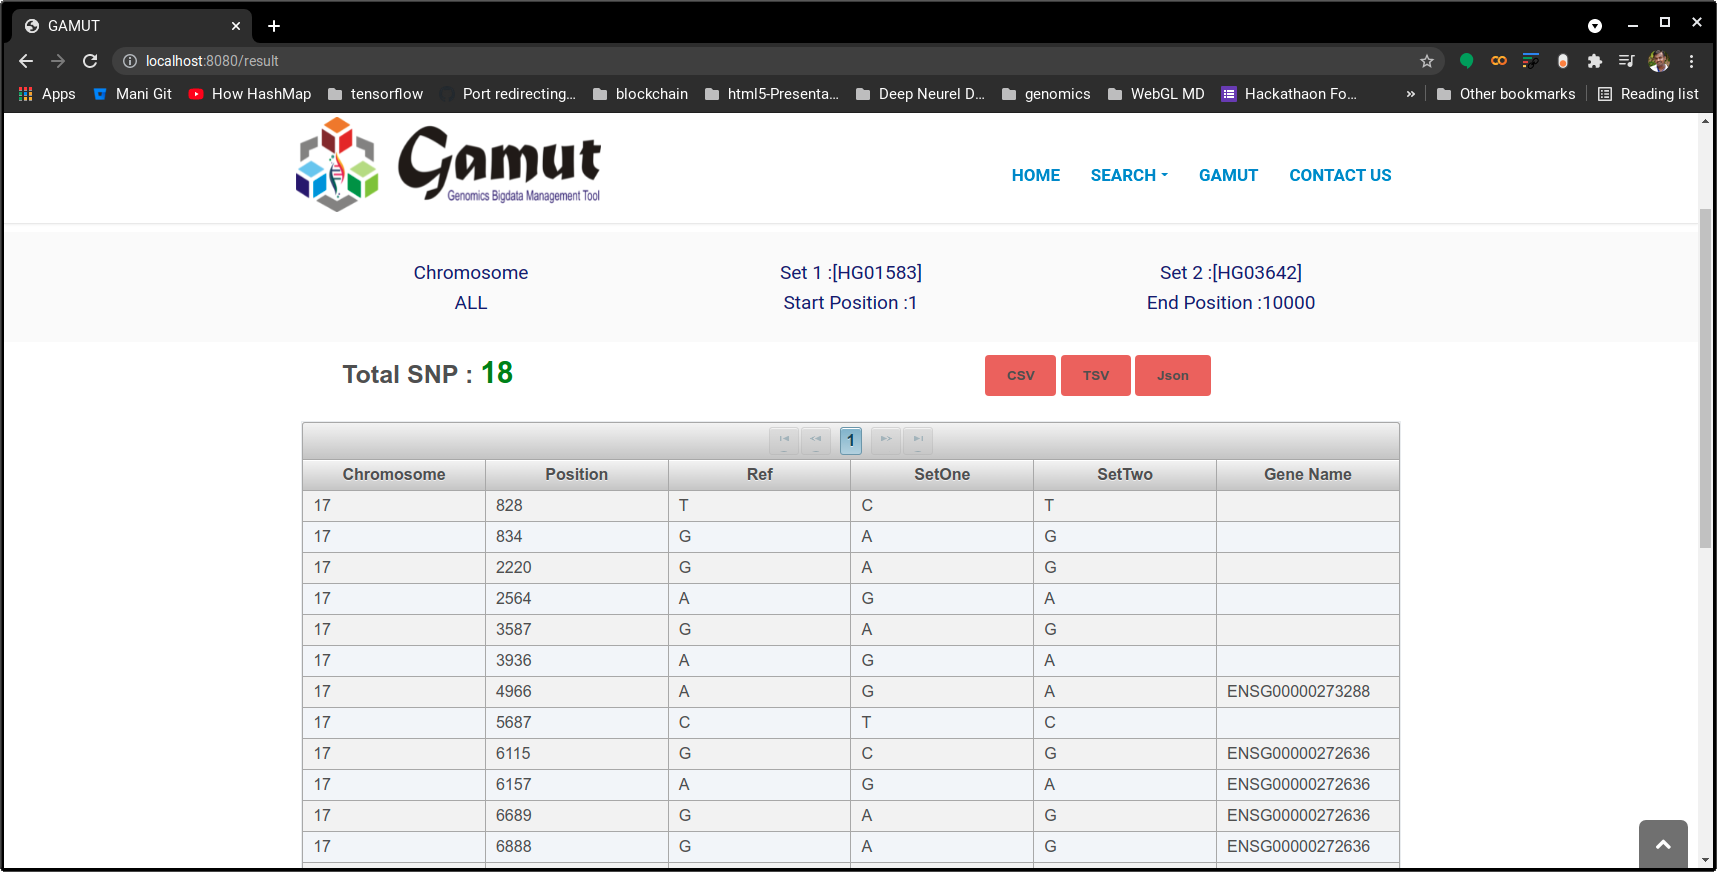 GAMUT
localhost:8080/result
Apps Mani Git How HashMap tensorflow Port redirecting... blockchain html5-Presenta... Deep Neurel D... genomics WebGL MD Hackathaon Fo... » Other bookmarks Reading list
Gamut
Genomics Bigdata Management Tool
HOME SEARCH GAMUT CONTACT US
Chromosome Set 1 :[HG01583] Set 2 :[HG03642]
ALL Start Position :1 End Position :10000
Total SNP : 18 CSV TSV Json
1
Chromosome Position Ref SetOne SetTwo Gene Name
17 828 T C T
17 834 G A G
17 2220 G A G
17 2564 A G A
17 3587 G A G
17 3936 A G A
17 4966 A G A ENSG00000273288
17 5687 C T C
17 6115 G C G ENSG00000272636
17 6157 A G A ENSG00000272636
17 6689 G A G ENSG00000272636
17 6888 G A G ENSG00000272636